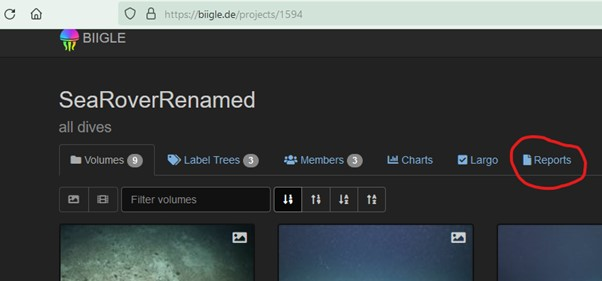 https://biigle.de/projects/1594
BIIGLE
SeaRoverRenamed
all dives
Volumes 9 Label Trees 3 Members 3 Charts Largo Reports
Filter volumes